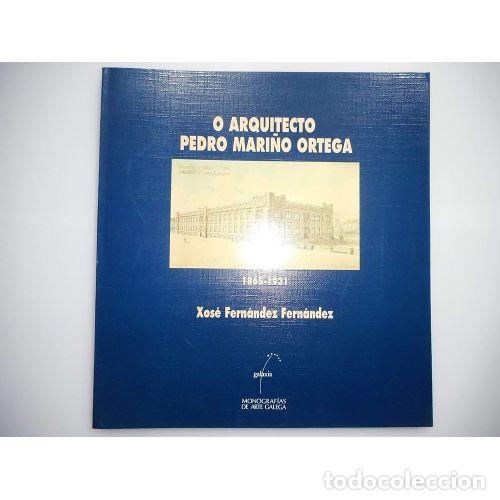 O ARQUITECTO
PEDRO MARIÑO ORTEGA
1865-1931
Xosé Fernández Fernández
galaxia
MONOGRAFÍAS
DE ARTE GALEGA
todocoleccion